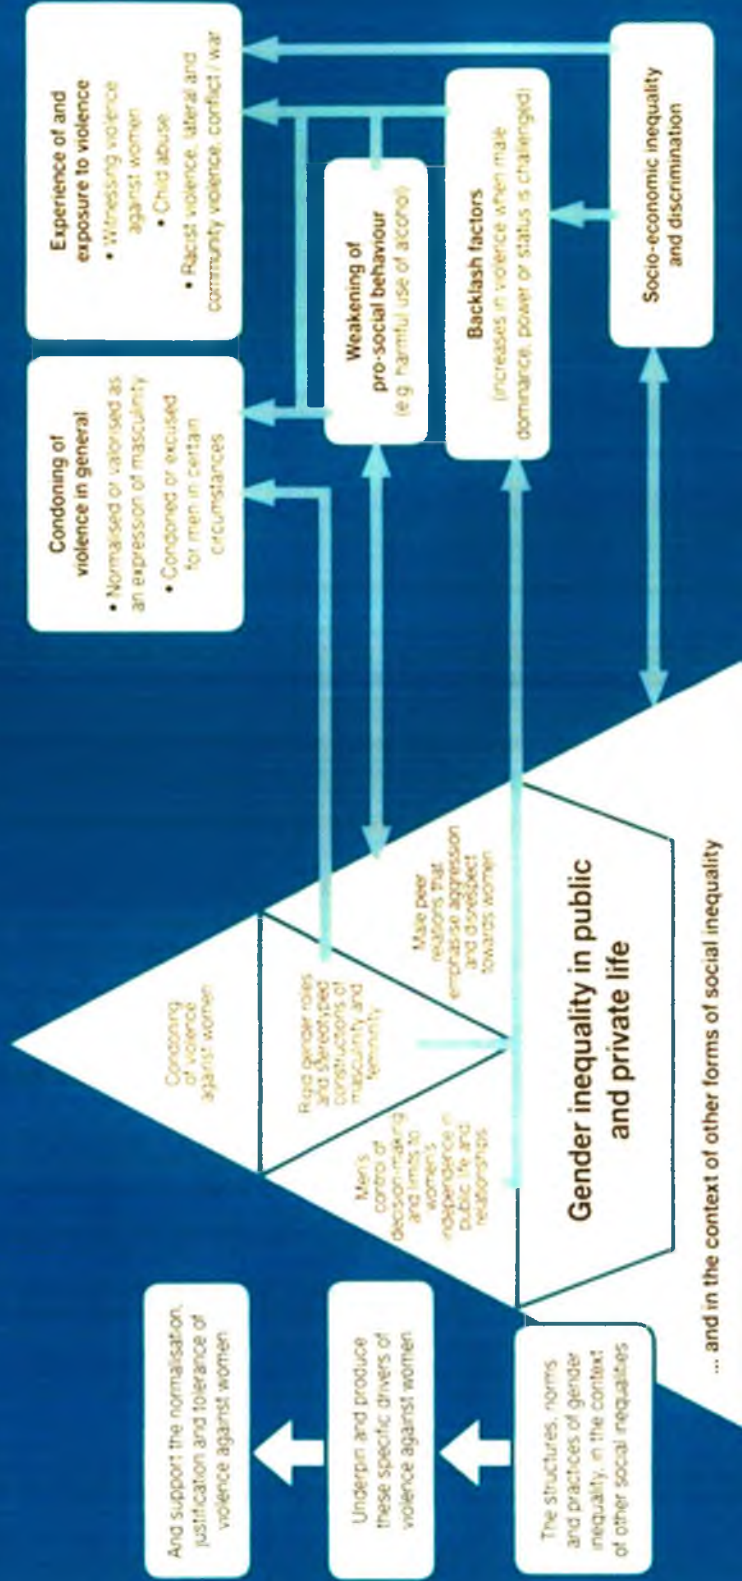 And support the normalisation,
justification and tolerance of
violence against women
Underpin and produce
these specific drivers of
violence against women
The structures, norms
and practices of gender
inequality, in the context
of other social inequalities
Condoning
of violence
against women
Rigid gender roles
and stereotyped
constructions of
masculinity and
femininity
Men's
control of
decision-making
and limits to
women's
independence in
public life and
relationships
Male peer
relations that
emphasise aggression
and disrespect
towards women
Gender inequality in public
and private life
... and in the context of other forms of social inequality
Condoning of
violence in general
• Normalised or valorised as
an expression of masculinity
• Condoned or excused
for men in certain
circumstances
Experience of and
exposure to violence
• Witnessing violence
against women
• Child abuse
• Racist violence, lateral and
community violence, conflict / war
Weakening of
pro-social behaviour
(e.g. harmful use of alcohol)
Backlash factors
(increases in violence when male
dominance, power or status is challenged)
Socio-economic inequality
and discrimination